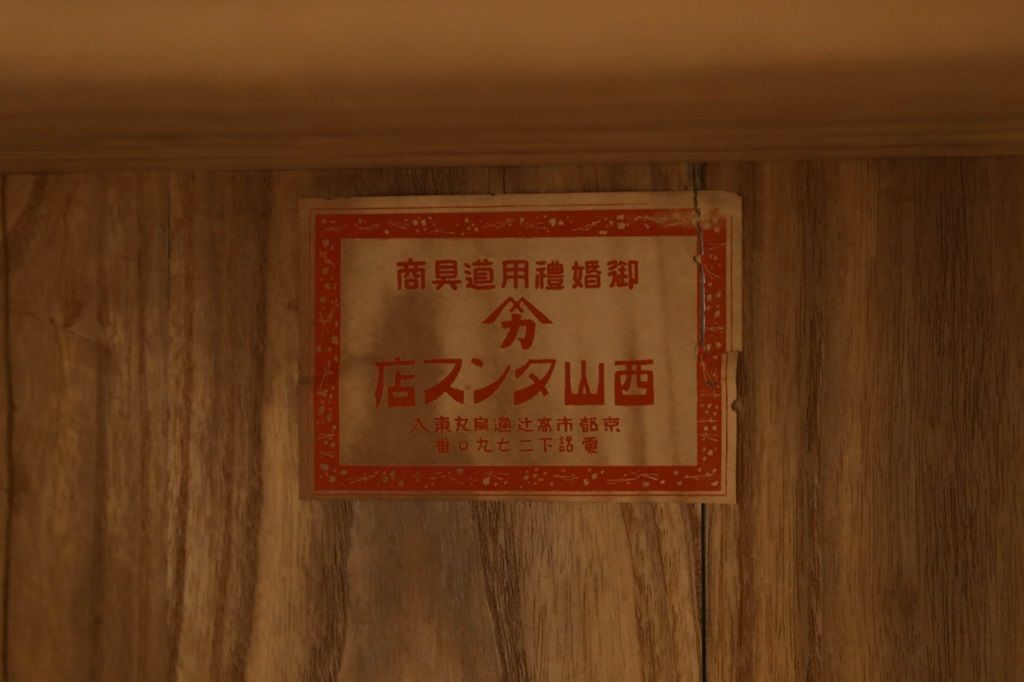 御婚禮用道具商
カ
西山タンス店
京都市高辻通烏丸東入
電話下二七九〇番